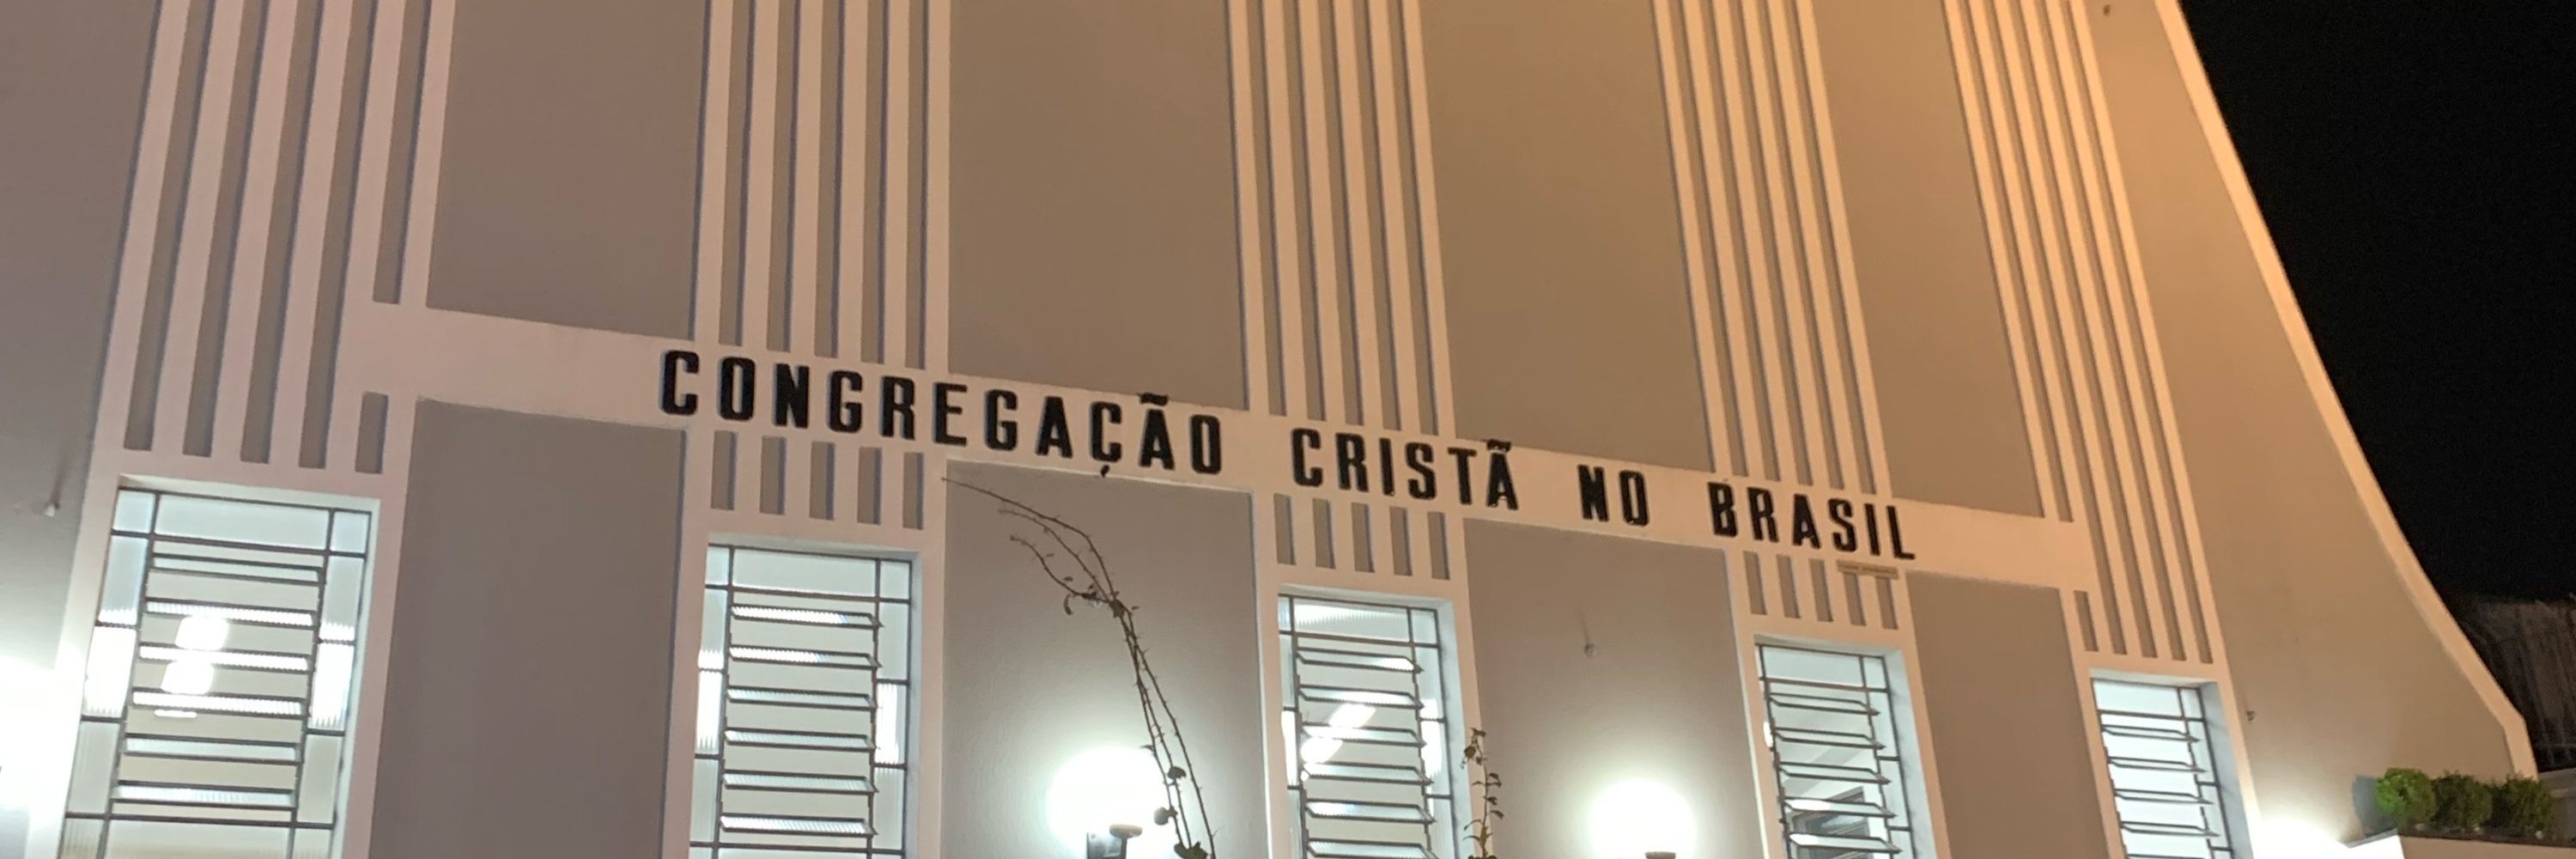 CONGREGAÇÃO CRISTÃ NO BRASIL